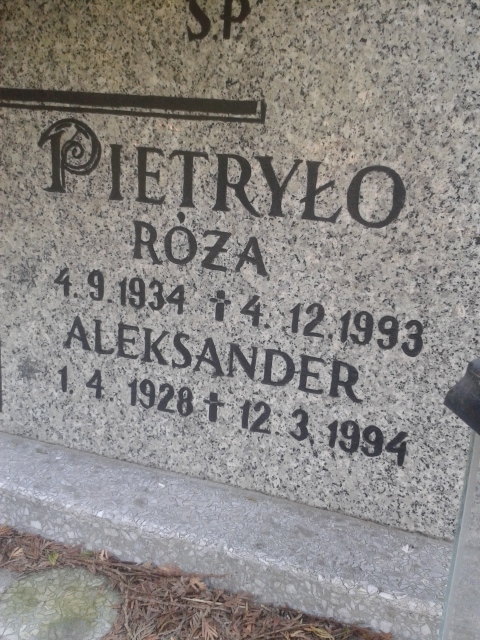 Ś.P.
PIETRYŁO
RÓŻA
4.9.1934 ✝ 4.12.1993
ALEKSANDER
1.4 1928 ✝ 12.3.1994